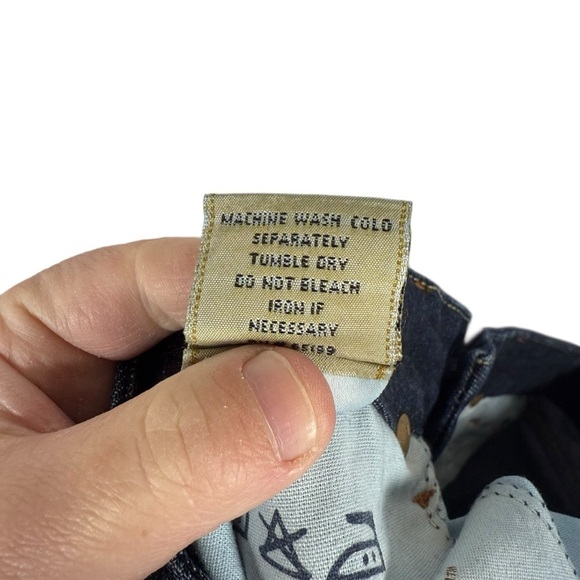 MACHINE WASH COLD
SEPARATELY
TUMBLE DRY
DO NOT BLEACH
IRON IF
NECESSARY